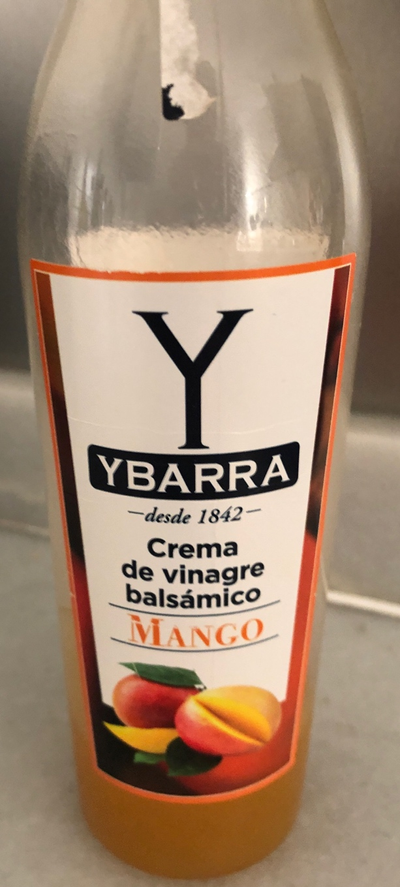 Y
YBARRA
desde 1842
Crema
de vinagre
balsámico
MANGO